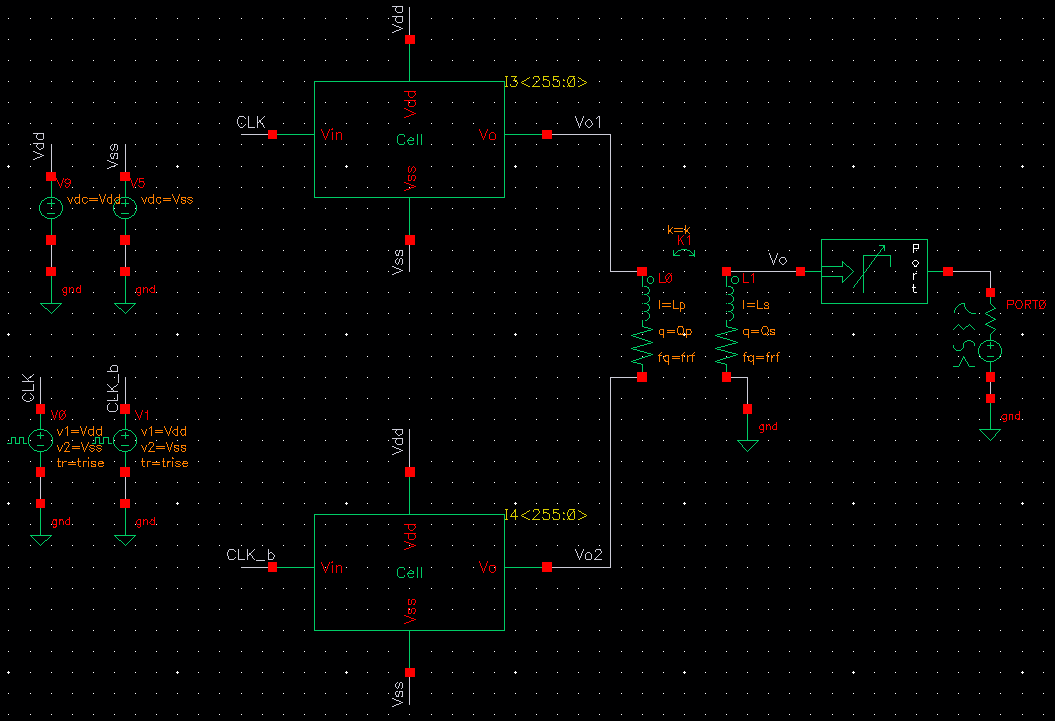 Vdd
I3<255:0>
CLK
Vin
Vdd
Cell
Vss
Vo
Vo1
Vss
Vdd
V9
vdc=Vdd
gnd
Vss
V5
vdc=Vss
gnd
k=k
K1
L0
l=Lp
q=Qp
fq=frf
L1
l=Ls
q=Qs
fq=frf
gnd
Vo
Port
PORT0
gnd
CLK
V0
v1=Vdd
v2=Vss
tr=trise
gnd
CLK_b
V1
v1=Vdd
v2=Vss
tr=trise
gnd
Vdd
I4<255:0>
CLK_b
Vin
Vdd
Cell
Vss
Vo
Vo2
Vss